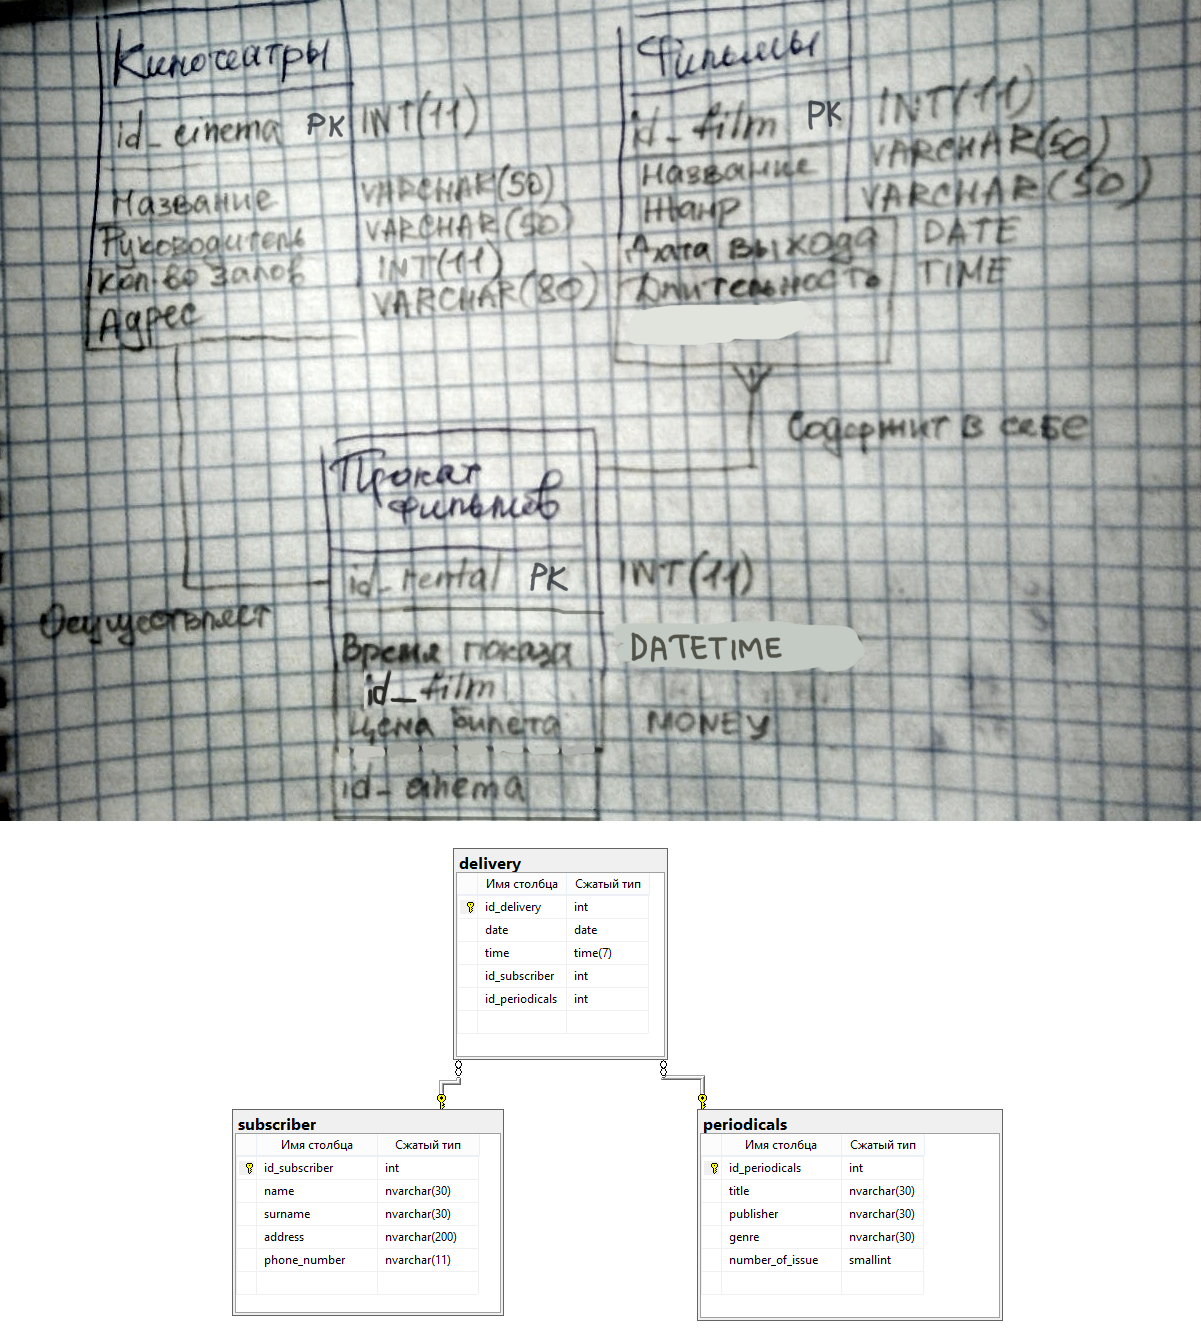 Кинотеатры
id_cinema PK INT(11)
Название VARCHAR(50)
Руководитель VARCHAR(50)
Кол-во залов INT(11)
Адрес VARCHAR(80)
Фильмы
id_film PK INT(11)
Название VARCHAR(50)
Жанр VARCHAR(50)
Дата выхода DATE
Длительность TIME
Содержит в себе
Осуществляет
Прокат
фильмов
id_rental PK INT(11)
Время показа DATETIME
id_film
Цена билета MONEY
id_cinema
delivery
Имя столбца Сжатый тип
id_delivery int
date date
time time(7)
id_subscriber int
id_periodicals int
subscriber
Имя столбца Сжатый тип
id_subscriber int
name nvarchar(30)
surname nvarchar(30)
address nvarchar(200)
phone_number nvarchar(11)
periodicals
Имя столбца Сжатый тип
id_periodicals int
title nvarchar(30)
publisher nvarchar(30)
genre nvarchar(30)
number_of_issue smallint